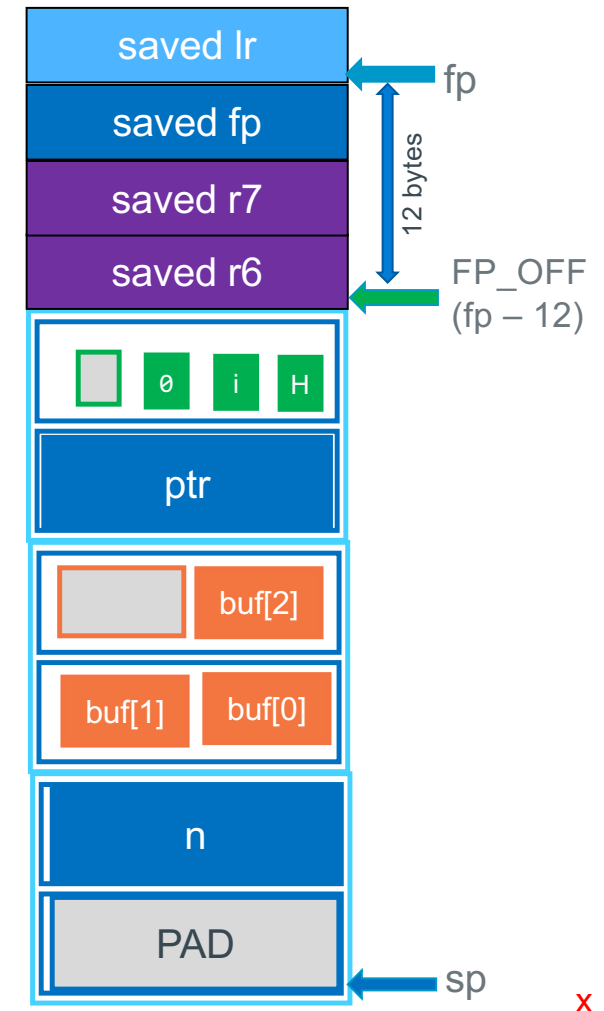 saved lr
fp
saved fp
12 bytes
saved r7
saved r6
FP_OFF
(fp – 12)
0 i H
ptr
buf[2]
buf[1] buf[0]
n
PAD
sp
x